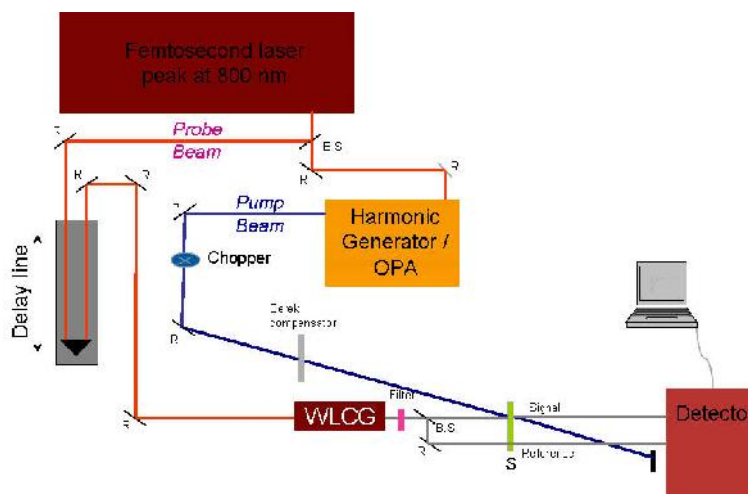 Femtosecond laser
peak at 800 nm
R
Probe
Beam
B.S
R
R
R
R
Pump
Beam
Harmonic
Generator /
OPA
Chopper
Delay line
R
Berek
compensator
Filter
WLCG
R
B.S.
R
S
Signal
Reference
Detector